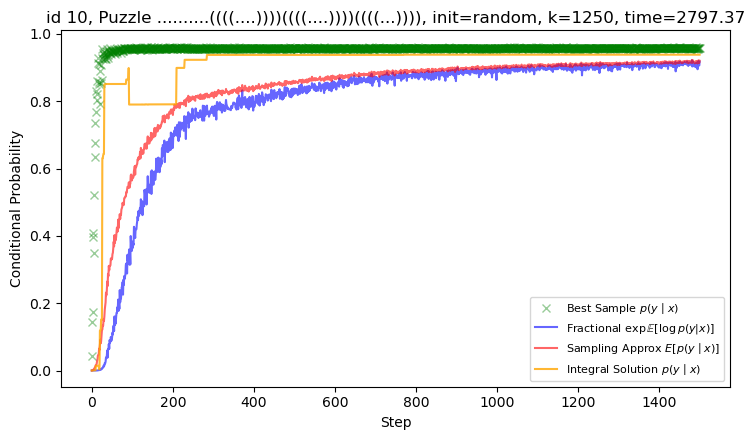 id 10, Puzzle ..........((((....))))((((....))))((((...)))), init=random, k=1250, time=2797.37
1.0
0.8
0.6
0.4
0.2
0.0
Conditional Probability
0
200
400
600
800
1000
1200
1400
Step
Best Sample p(y | x)
Fractional exp𝔼[log p(y|x)]
Sampling Approx E[p(y | x)]
Integral Solution p(y | x)